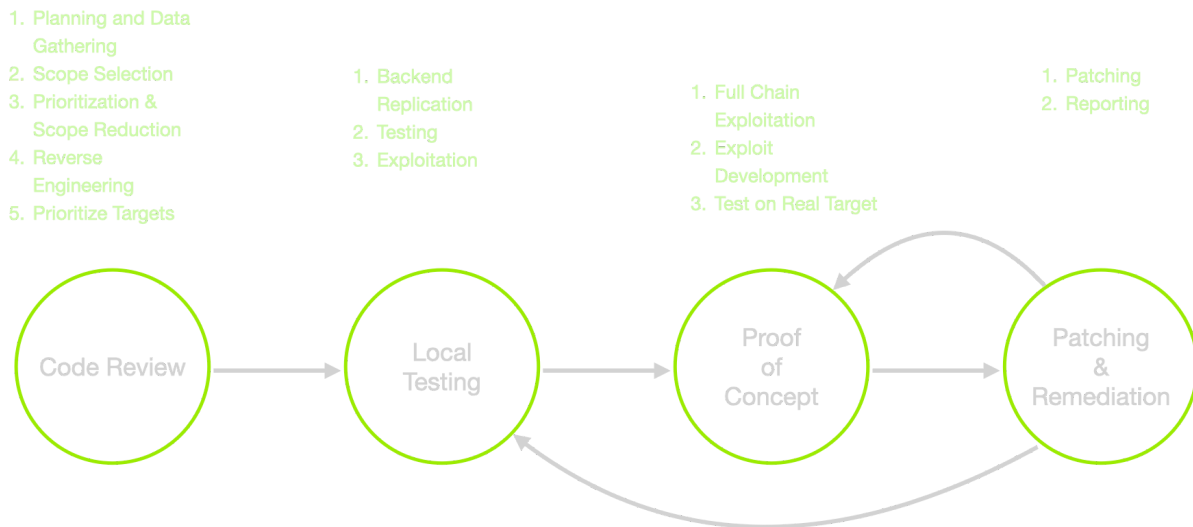 1. Planning and Data
Gathering
2. Scope Selection
3. Prioritization &
Scope Reduction
4. Reverse
Engineering
5. Prioritize Targets
1. Backend
Replication
2. Testing
3. Exploitation
1. Full Chain
Exploitation
2. Exploit
Development
3. Test on Real Target
1. Patching
2. Reporting
Code Review
Local
Testing
Proof
of
Concept
Patching
&
Remediation